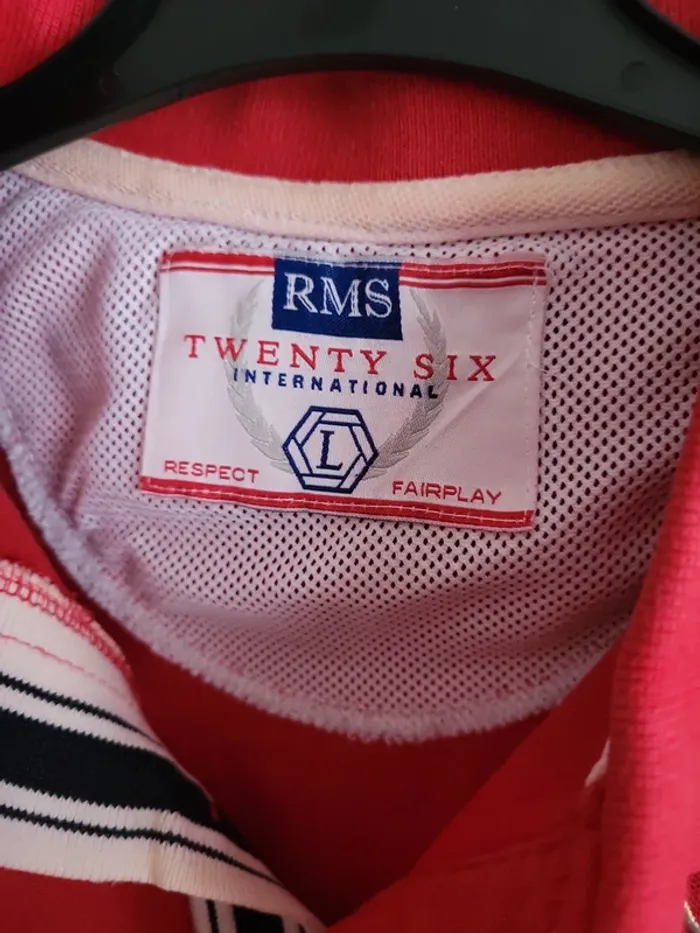 RMS
TWENTY SIX
INTERNATIONAL
L
RESPECT
FAIRPLAY